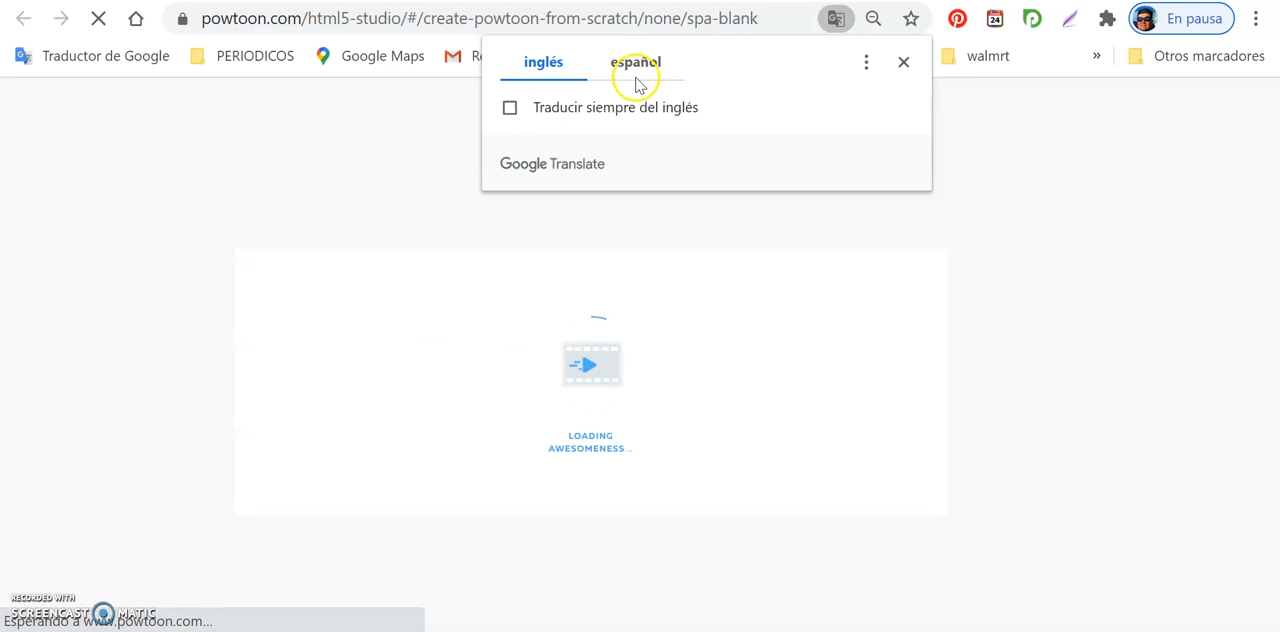 powtoon.com/html5-studio/#/create-powtoon-from-scratch/none/spa-blank
24
En pausa
Traductor de Google
PERIODICOS
Google Maps
walmrt
»
Otros marcadores
inglés español
Traducir siempre del inglés
Google Translate
LOADING
AWESOMENESS...
RECORDED WITH
SCREENCAST MATIC
Esperando a www.powtoon.com...